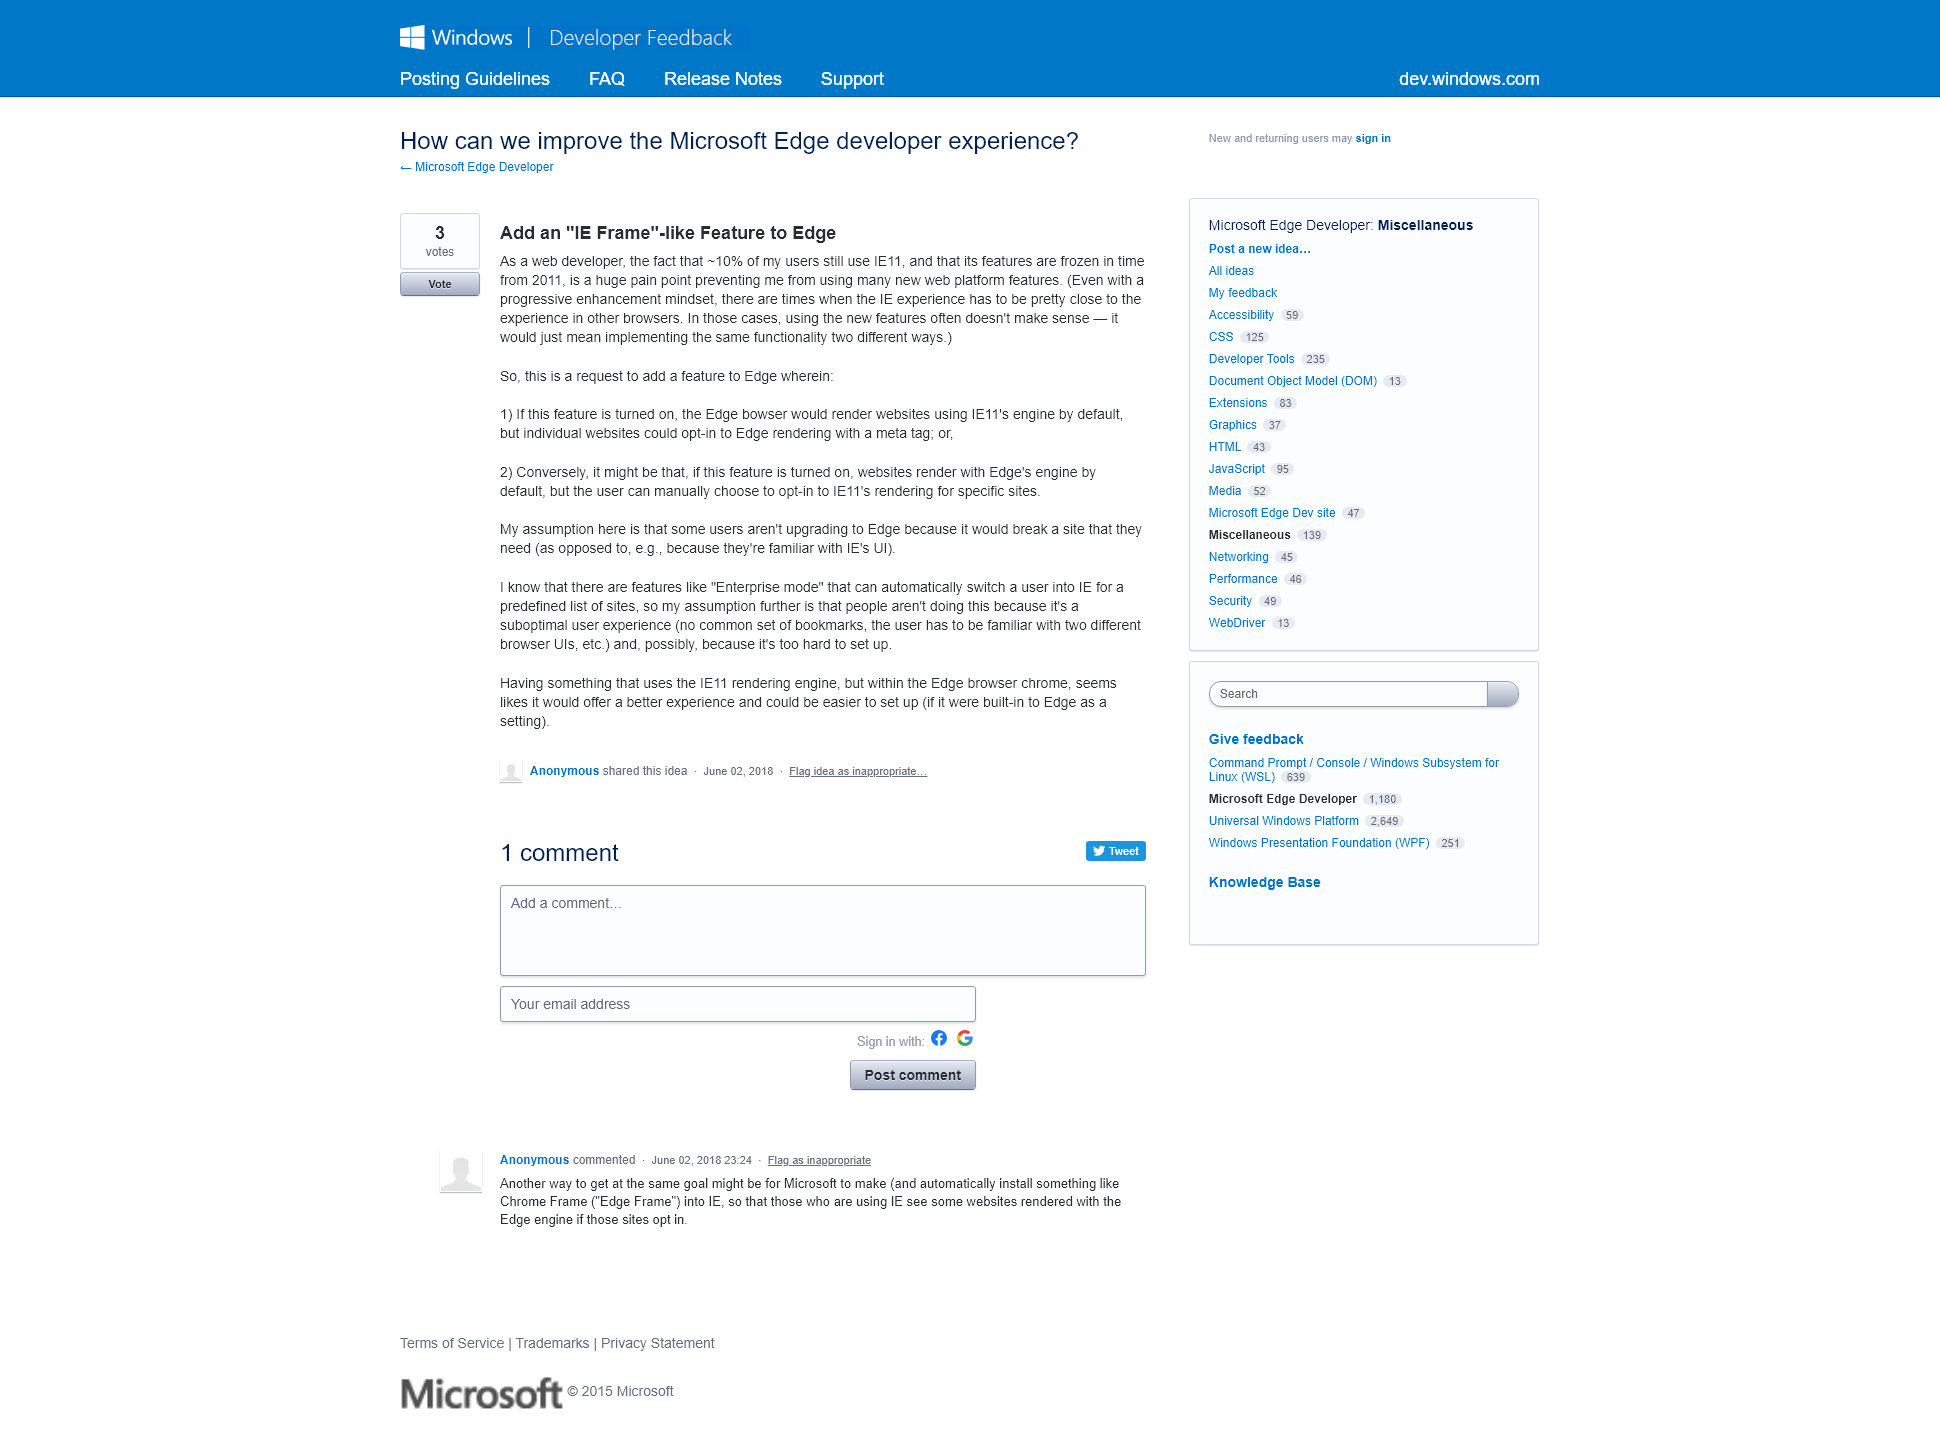 Windows | Developer Feedback
Posting Guidelines FAQ Release Notes Support dev.windows.com
How can we improve the Microsoft Edge developer experience?
← Microsoft Edge Developer
New and returning users may sign in
3
votes
Vote
Add an "IE Frame"-like Feature to Edge
As a web developer, the fact that ~10% of my users still use IE11, and that its features are frozen in time
from 2011, is a huge pain point preventing me from using many new web platform features. (Even with a
progressive enhancement mindset, there are times when the IE experience has to be pretty close to the
experience in other browsers. In those cases, using the new features often doesn't make sense — it
would just mean implementing the same functionality two different ways.)
So, this is a request to add a feature to Edge wherein:
1) If this feature is turned on, the Edge bowser would render websites using IE11's engine by default,
but individual websites could opt-in to Edge rendering with a meta tag; or,
2) Conversely, it might be that, if this feature is turned on, websites render with Edge's engine by
default, but the user can manually choose to opt-in to IE11's rendering for specific sites.
My assumption here is that some users aren't upgrading to Edge because it would break a site that they
need (as opposed to, e.g., because they're familiar with IE's UI).
I know that there are features like "Enterprise mode" that can automatically switch a user into IE for a
predefined list of sites, so my assumption further is that people aren't doing this because it's a
suboptimal user experience (no common set of bookmarks, the user has to be familiar with two different
browser UIs, etc.) and, possibly, because it's too hard to set up.
Having something that uses the IE11 rendering engine, but within the Edge browser chrome, seems
likes it would offer a better experience and could be easier to set up (if it were built-in to Edge as a
setting).
Anonymous shared this idea · June 02, 2018 · Flag idea as inappropriate…
1 comment
Tweet
Add a comment…
Your email address
Sign in with:
Post comment
Anonymous commented · June 02, 2018 23:24 · Flag as inappropriate
Another way to get at the same goal might be for Microsoft to make (and automatically install something like
Chrome Frame ("Edge Frame") into IE, so that those who are using IE see some websites rendered with the
Edge engine if those sites opt in.
Microsoft Edge Developer: Miscellaneous
Post a new idea…
All ideas
My feedback
Accessibility 59
CSS 125
Developer Tools 235
Document Object Model (DOM) 13
Extensions 83
Graphics 37
HTML 43
JavaScript 95
Media 52
Microsoft Edge Dev site 47
Miscellaneous 139
Networking 45
Performance 46
Security 49
WebDriver 13
Search
Give feedback
Command Prompt / Console / Windows Subsystem for
Linux (WSL) 639
Microsoft Edge Developer 1,180
Universal Windows Platform 2,649
Windows Presentation Foundation (WPF) 251
Knowledge Base
Terms of Service | Trademarks | Privacy Statement
Microsoft © 2015 Microsoft